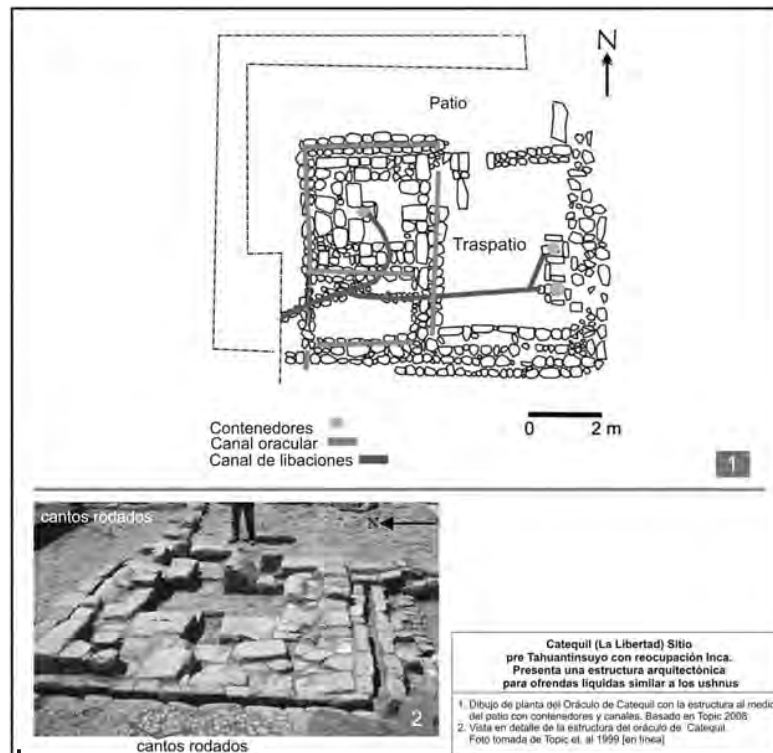 N
Patio
Traspatio
Contenedores
Canal oracular
Canal de libaciones
0 2 m
1
cantos rodados
N
2
cantos rodados
Catequil (La Libertad) Sitio
pre Tahuantinsuyo con reocupación Inca.
Presenta una estructura arquitectónica
para ofrendas líquidas similar a los ushnus
1. Dibujo de planta del Oráculo de Catequil con la estructura al medio
del patio con contenedores y canales. Basado en Topic 2008
2. Vista en detalle de la estructura del oráculo de Catequil.
Foto tomada de Topic et. al 1999 [en línea]